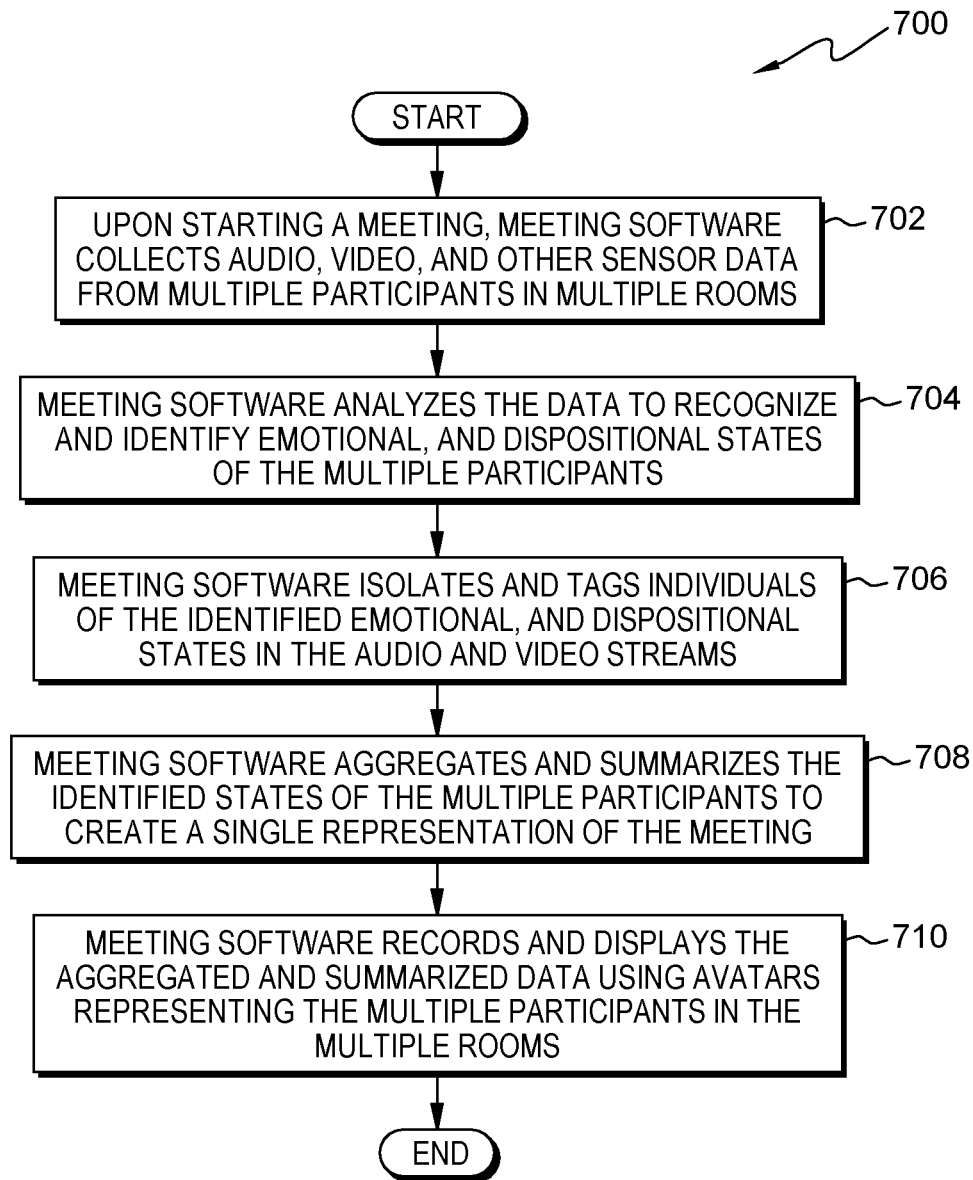 700
START
UPON STARTING A MEETING, MEETING SOFTWARE
COLLECTS AUDIO, VIDEO, AND OTHER SENSOR DATA
FROM MULTIPLE PARTICIPANTS IN MULTIPLE ROOMS
702
MEETING SOFTWARE ANALYZES THE DATA TO RECOGNIZE
AND IDENTIFY EMOTIONAL, AND DISPOSITIONAL STATES
OF THE MULTIPLE PARTICIPANTS
704
MEETING SOFTWARE ISOLATES AND TAGS INDIVIDUALS
OF THE IDENTIFIED EMOTIONAL, AND DISPOSITIONAL
STATES IN THE AUDIO AND VIDEO STREAMS
706
MEETING SOFTWARE AGGREGATES AND SUMMARIZES THE
IDENTIFIED STATES OF THE MULTIPLE PARTICIPANTS TO
CREATE A SINGLE REPRESENTATION OF THE MEETING
708
MEETING SOFTWARE RECORDS AND DISPLAYS THE
AGGREGATED AND SUMMARIZED DATA USING AVATARS
REPRESENTING THE MULTIPLE PARTICIPANTS IN THE
MULTIPLE ROOMS
710
END